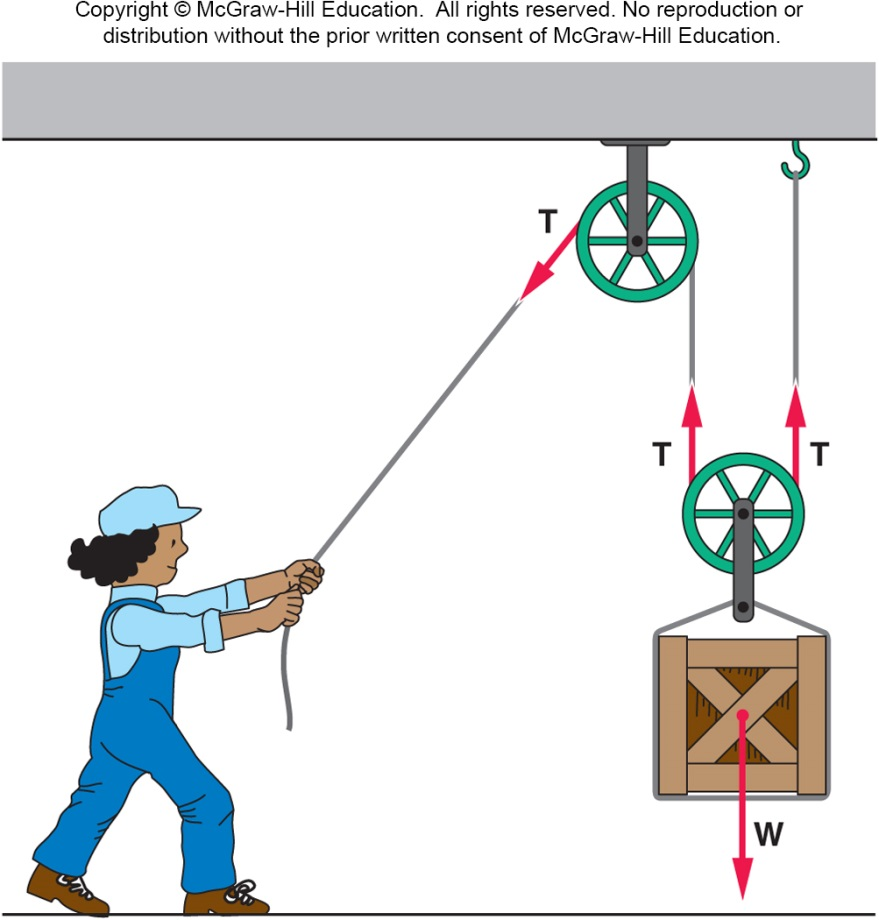 Copyright © McGraw-Hill Education.  All rights reserved. No reproduction or
distribution without the prior written consent of McGraw-Hill Education.
T
T
T
W